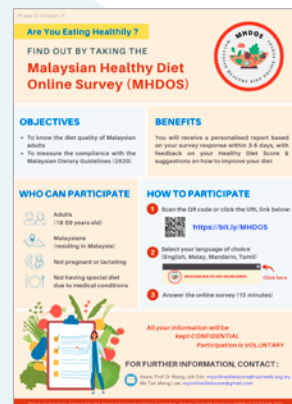 Phase 3 (Version 2)
Are You Eating Healthily ?
FIND OUT BY TAKING THE
Malaysian Healthy Diet
Online Survey (MHDOS)
MHDOS
OBJECTIVES
To know the diet quality of Malaysian
adults
To measure the compliance with the
Malaysian Dietary Guidelines (2020)
BENEFITS
You will receive a personalised report based
on your survey response within 3-5 days, with
feedback on your Healthy Diet Score &
suggestions on how to improve your diet
WHO CAN PARTICIPATE
Adults
(18-59 years old)
Malaysians
(residing in Malaysia)
Not pregnant or lactating
Not having special diet
due to medical conditions
HOW TO PARTICIPATE
1 Scan the QR code or click the URL link below:
https://bit.ly/MHDOS
2 Select your language of choice
(English, Malay, Mandarin, Tamil)
Click here
3 Answer the online survey (15 minutes)
All your information will be
kept CONFIDENTIAL
Participation is VOLUNTARY
FOR FURTHER INFORMATION, CONTACT: